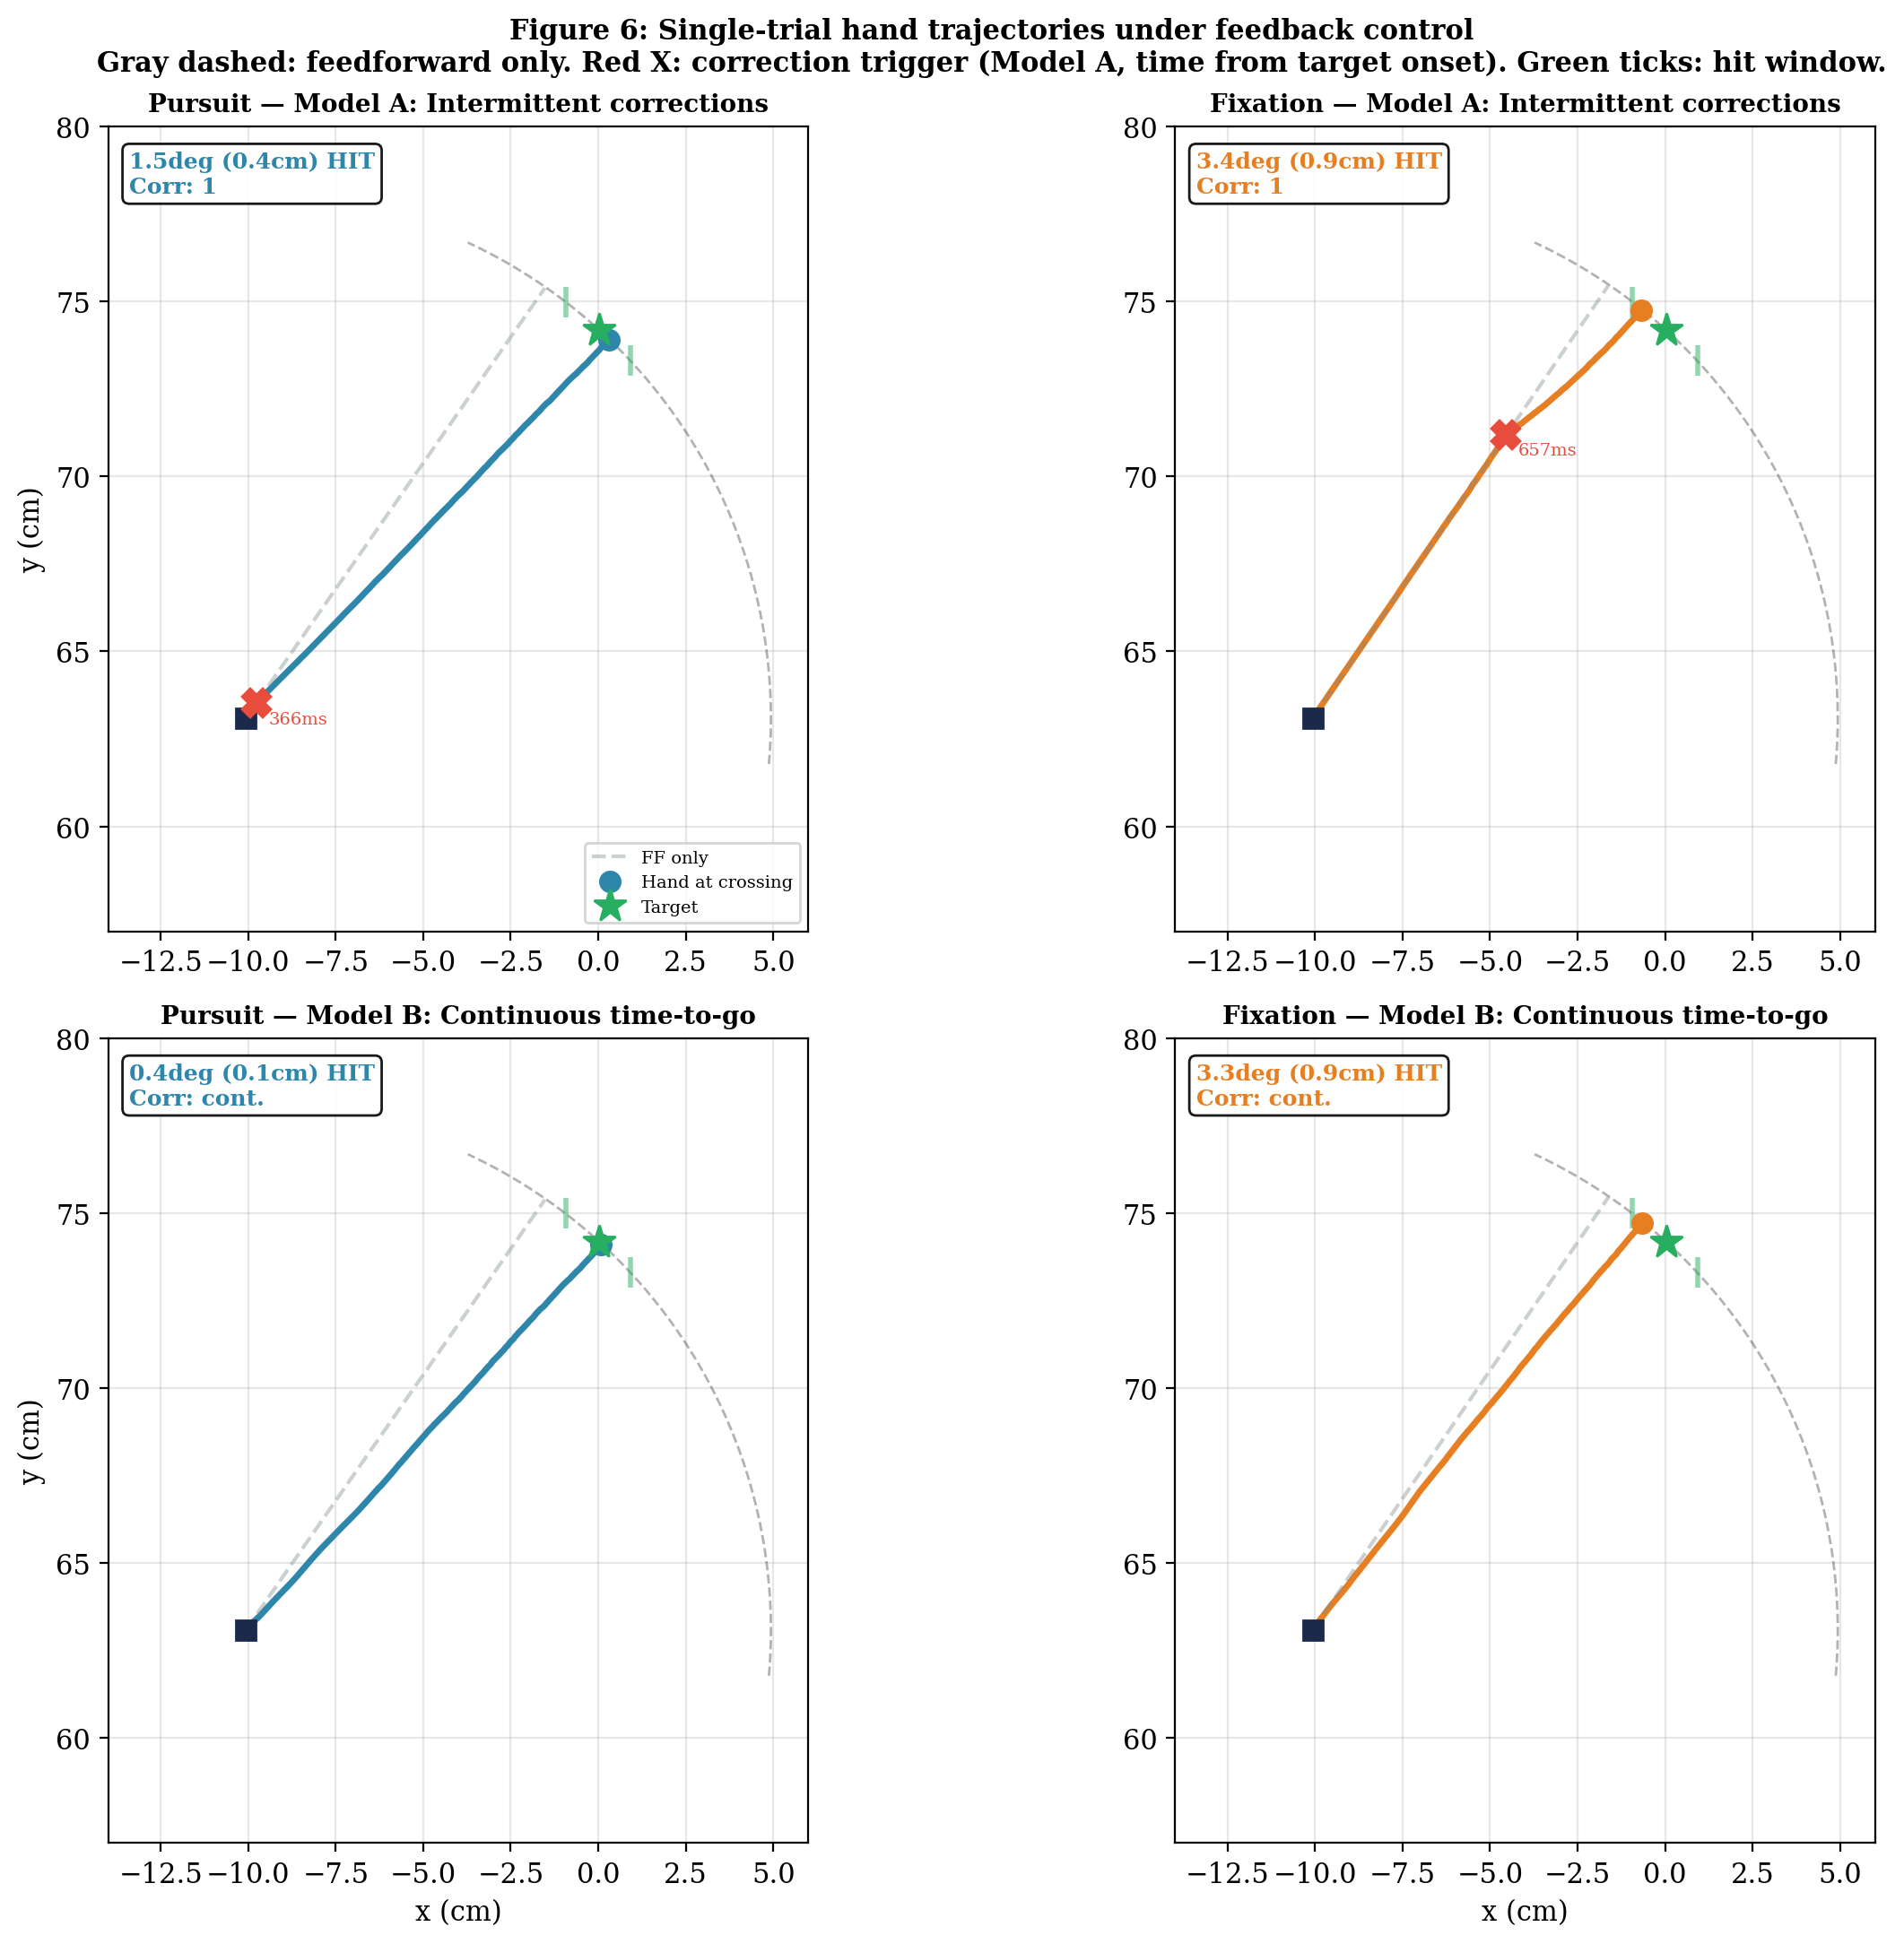 Figure 6: Single-trial hand trajectories under feedback control
Gray dashed: feedforward only. Red X: correction trigger (Model A, time from target onset). Green ticks: hit window.
Pursuit — Model A: Intermittent corrections
80
75
70
65
60
y (cm)
1.5deg (0.4cm) HIT
Corr: 1
366ms
FF only
Hand at crossing
Target
−12.5 −10.0 −7.5 −5.0 −2.5 0.0 2.5 5.0
Fixation — Model A: Intermittent corrections
80
75
70
65
60
3.4deg (0.9cm) HIT
Corr: 1
657ms
−12.5 −10.0 −7.5 −5.0 −2.5 0.0 2.5 5.0
Pursuit — Model B: Continuous time-to-go
80
75
70
65
60
y (cm)
0.4deg (0.1cm) HIT
Corr: cont.
−12.5 −10.0 −7.5 −5.0 −2.5 0.0 2.5 5.0
x (cm)
Fixation — Model B: Continuous time-to-go
80
75
70
65
60
3.3deg (0.9cm) HIT
Corr: cont.
−12.5 −10.0 −7.5 −5.0 −2.5 0.0 2.5 5.0
x (cm)